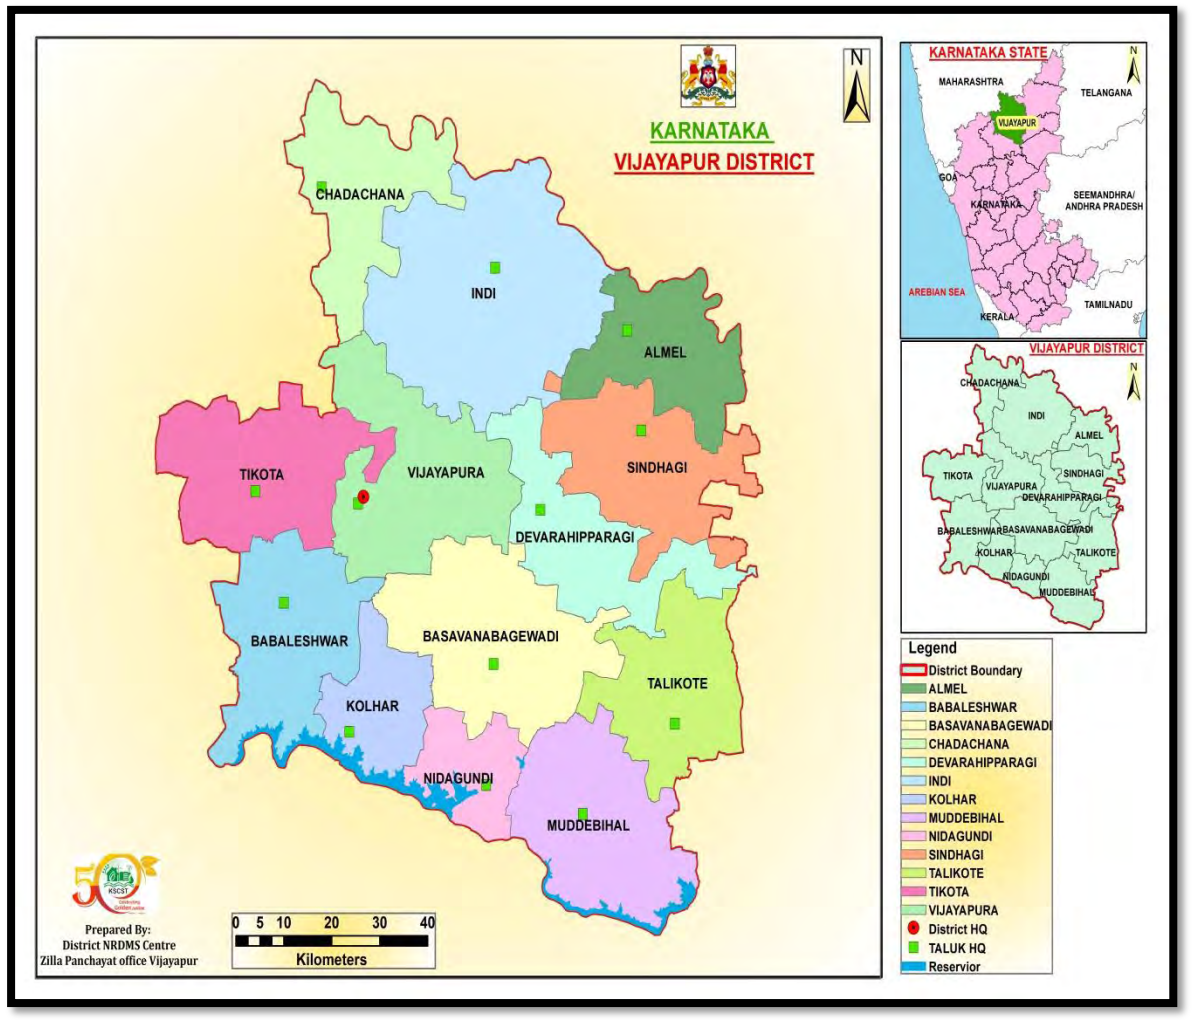 N
KARNATAKA
VIJAYAPUR DISTRICT
CHADACHANA
INDI
ALMEL
TIKOTA
VIJAYAPURA
SINDHAGI
DEVARAHIPPARAGI
BABALESHWAR
BASAVANABAGEWADI
TALIKOTE
KOLHAR
NIDAGUNDI
MUDDEBIHAL
50
KSCST
Prepared By:
District NRDMS Centre
Zilla Panchayat office Vijayapur
0 5 10 20 30 40
Kilometers
KARNATAKA STATE
N
MAHARASHTRA
TELANGANA
VIJAYAPUR
GOA
KARNATAKA
SEEMANDHRA/
ANDHRA PRADESH
AREBIAN SEA
TAMILNADU
KERALA
VIJAYAPUR DISTRICT
N
CHADACHANA
INDI
ALMEL
TIKOTA
SINDHAGI
VIJAYAPURA
DEVARAHIPPARAGI
BABALESHWAR
BASAVANABAGEWADI
KOLHAR
TALIKOTE
NIDAGUNDI
MUDDEBIHAL
Legend
District Boundary
ALMEL
BABALESHWAR
BASAVANABAGEWADI
CHADACHANA
DEVARAHIPPARAGI
INDI
KOLHAR
MUDDEBIHAL
NIDAGUNDI
SINDHAGI
TALIKOTE
TIKOTA
VIJAYAPURA
District HQ
TALUK HQ
Reservior